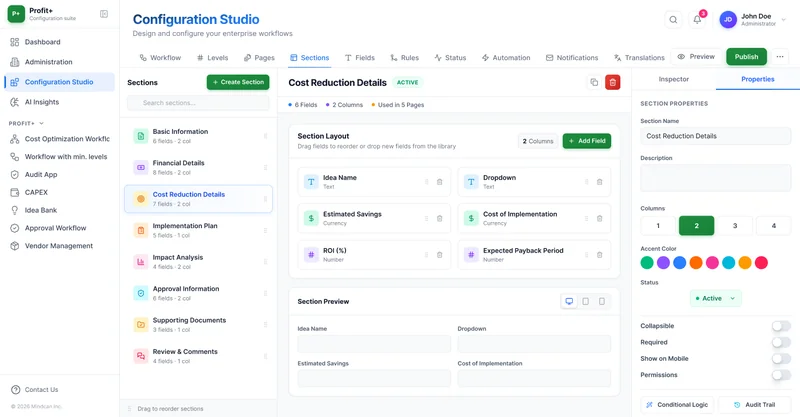 P+
Profit+
Configuration suite
Dashboard
Administration
Configuration Studio
AI Insights
PROFIT+
Cost Optimization Workflc
Workflow with min. levels
Audit App
CAPEX
Idea Bank
Approval Workflow
Vendor Management
Contact Us
© 2026 Mindscan Inc.
Configuration Studio
Design and configure your enterprise workflows.
3
JD
John Doe
Administrator
Workflow
Levels
Pages
Sections
Fields
Rules
Status
Automation
Notifications
Translations
Preview
Publish
Sections
+ Create Section
Search sections...
Basic Information
6 fields · 2 col
Financial Details
8 fields · 2 col
Cost Reduction Details
7 fields · 2 col
Implementation Plan
5 fields · 1 col
Impact Analysis
4 fields · 2 col
Approval Information
6 fields · 2 col
Supporting Documents
3 fields · 1 col
Review & Comments
4 fields · 1 col
Drag to reorder sections
Cost Reduction Details
ACTIVE
6 Fields
2 Columns
Used in 5 Pages
Section Layout
Drag fields to reorder or drop new fields from the library
2 Columns
+ Add Field
Idea Name
Text
Dropdown
Text
Estimated Savings
Currency
Cost of Implementation
Currency
ROI (%)
Number
Expected Payback Period
Number
Section Preview
Idea Name
Dropdown
Estimated Savings
Cost of Implementation
Inspector
Properties
SECTION PROPERTIES
Section Name
Cost Reduction Details
Description
Columns
1
2
3
4
Accent Color
Status
Active
Collapsible
Required
Show on Mobile
Permissions
Conditional Logic
Audit Trail